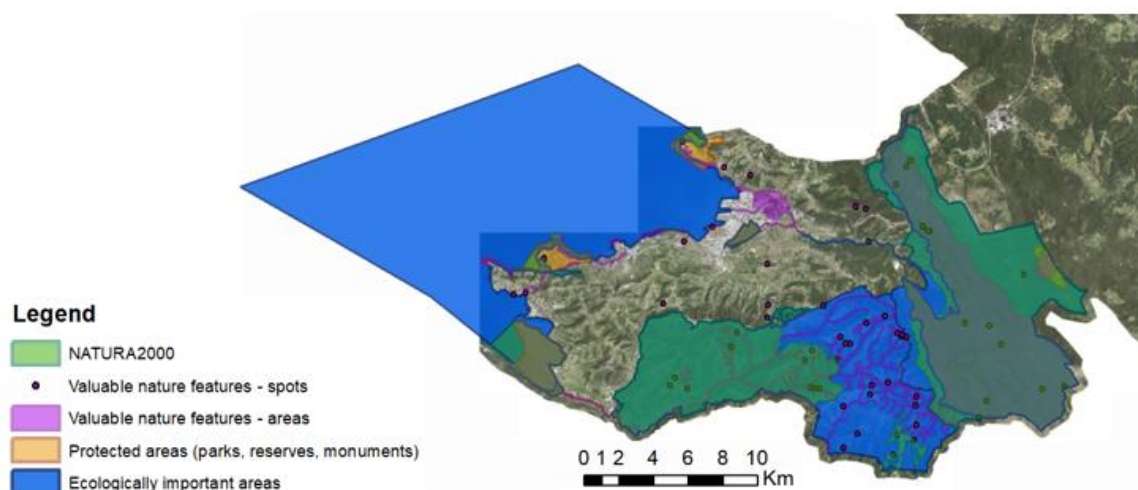 Legend
NATURA2000
Valuable nature features - spots
Valuable nature features - areas
Protected areas (parks, reserves, monuments)
Ecologically important areas
0 1 2 4 6 8 10
Km